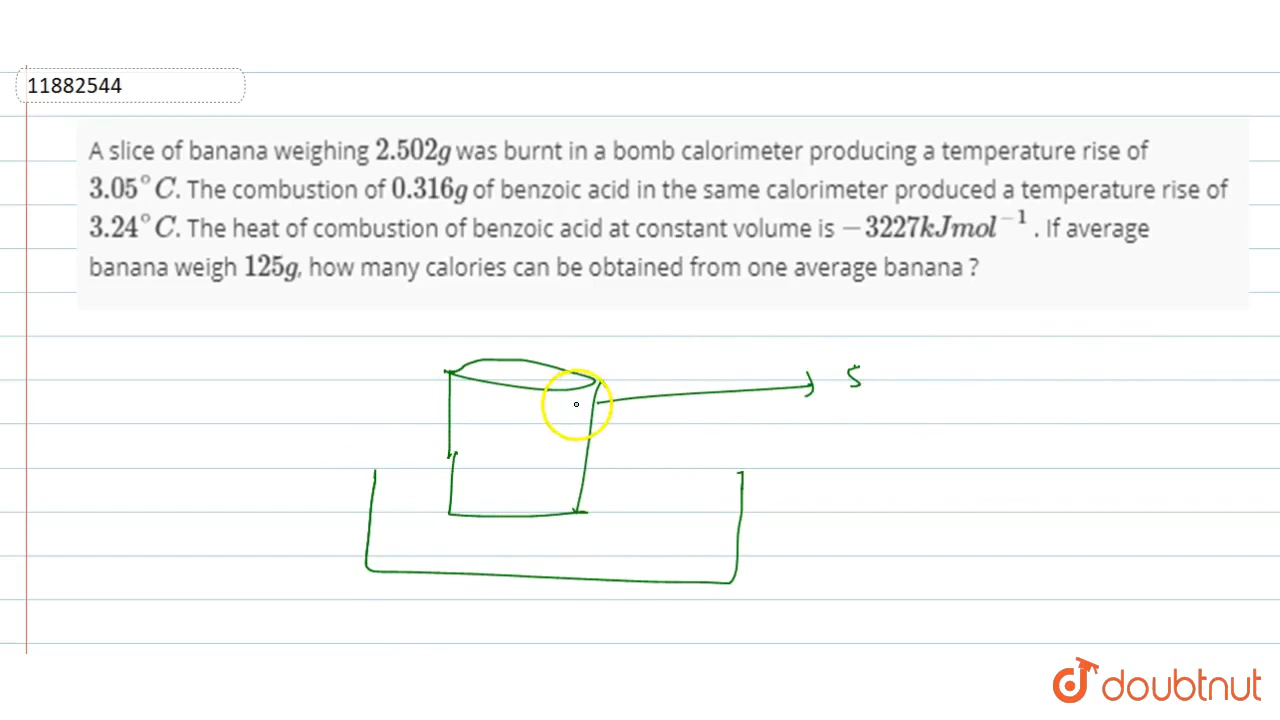 11882544
A slice of banana weighing 2.502g was burnt in a bomb calorimeter producing a temperature rise of
3.05°C. The combustion of 0.316g of benzoic acid in the same calorimeter produced a temperature rise of
3.24°C. The heat of combustion of benzoic acid at constant volume is −3227kJmol⁻¹ . If average
banana weigh 125g, how many calories can be obtained from one average banana ?
S
doubtnut